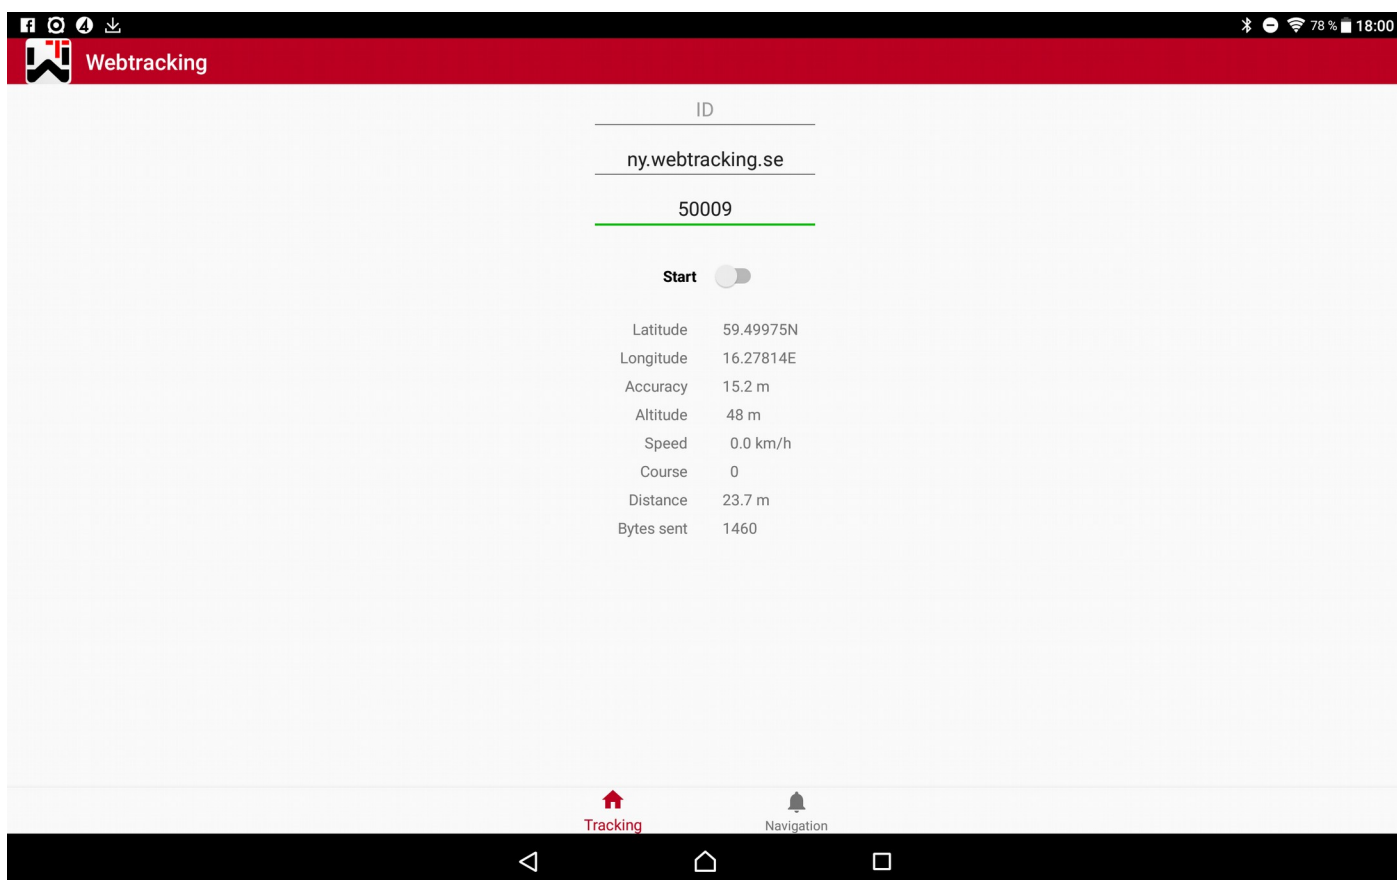 78 % 18:00
Webtracking
ID
ny.webtracking.se
50009
Start
Latitude 59.49975N
Longitude 16.27814E
Accuracy 15.2 m
Altitude 48 m
Speed 0.0 km/h
Course 0
Distance 23.7 m
Bytes sent 1460
Tracking Navigation